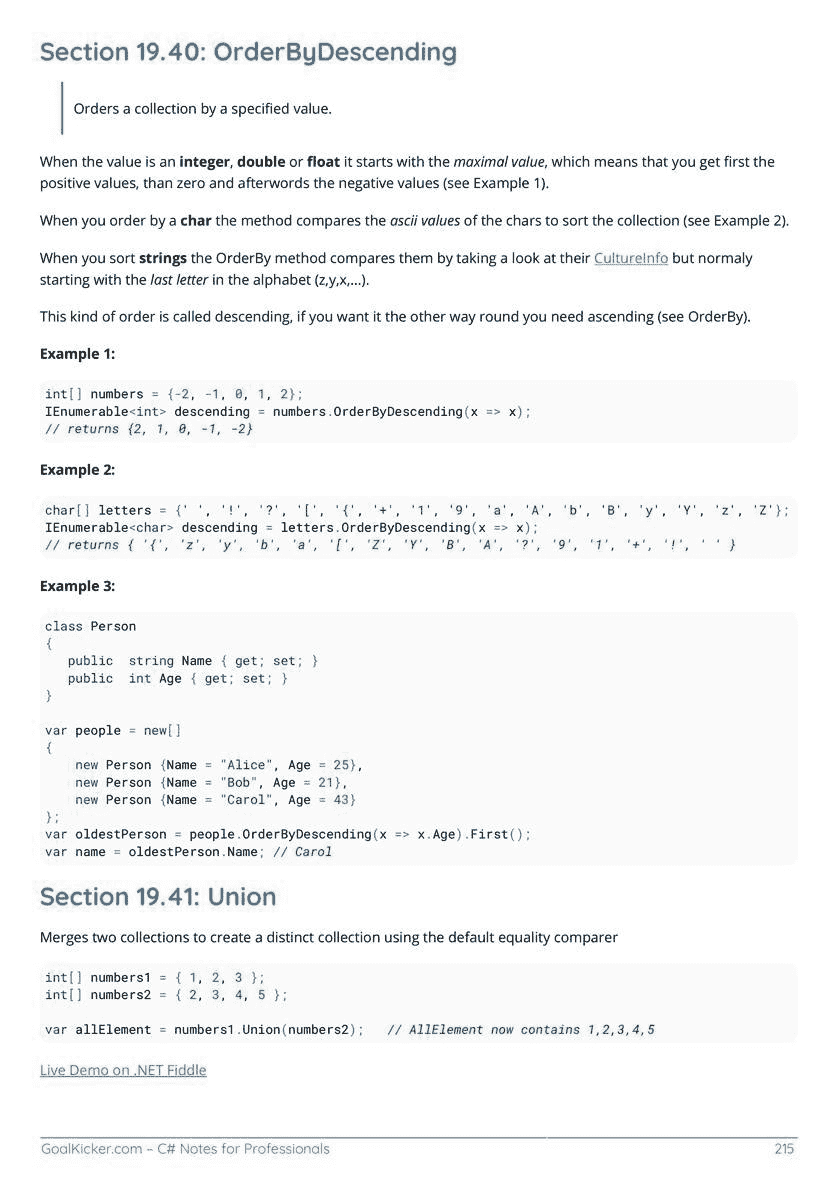 Section 19.40: OrderByDescending
Orders a collection by a specified value.
When the value is an integer, double or float it starts with the maximal value, which means that you get first the
positive values, than zero and afterwords the negative values (see Example 1).
When you order by a char the method compares the ascii values of the chars to sort the collection (see Example 2).
When you sort strings the OrderBy method compares them by taking a look at their CultureInfo but normaly
starting with the last letter in the alphabet (z,y,x,...).
This kind of order is called descending, if you want it the other way round you need ascending (see OrderBy).
Example 1:
int[] numbers = {-2, -1, 0, 1, 2};
IEnumerable<int> descending = numbers.OrderByDescending(x => x);
// returns {2, 1, 0, -1, -2}
Example 2:
char[] letters = {' ', '!', '?', '[', '{', '+', '1', '9', 'a', 'A', 'b', 'B', 'y', 'Y', 'z', 'Z'};
IEnumerable<char> descending = letters.OrderByDescending(x => x);
// returns { '{', 'z', 'y', 'b', 'a', '[', 'Z', 'Y', 'B', 'A', '?', '9', '1', '+', '!', ' ' }
Example 3:
class Person
{
   public  string Name { get; set; }
   public  int Age { get; set; }
}
var people = new[]
{
    new Person {Name = "Alice", Age = 25},
    new Person {Name = "Bob", Age = 21},
    new Person {Name = "Carol", Age = 43}
};
var oldestPerson = people.OrderByDescending(x => x.Age).First();
var name = oldestPerson.Name; // Carol
Section 19.41: Union
Merges two collections to create a distinct collection using the default equality comparer
int[] numbers1 = { 1, 2, 3 };
int[] numbers2 = { 2, 3, 4, 5 };
var allElement = numbers1.Union(numbers2);   // AllElement now contains 1,2,3,4,5
Live Demo on .NET Fiddle
GoalKicker.com – C# Notes for Professionals 215